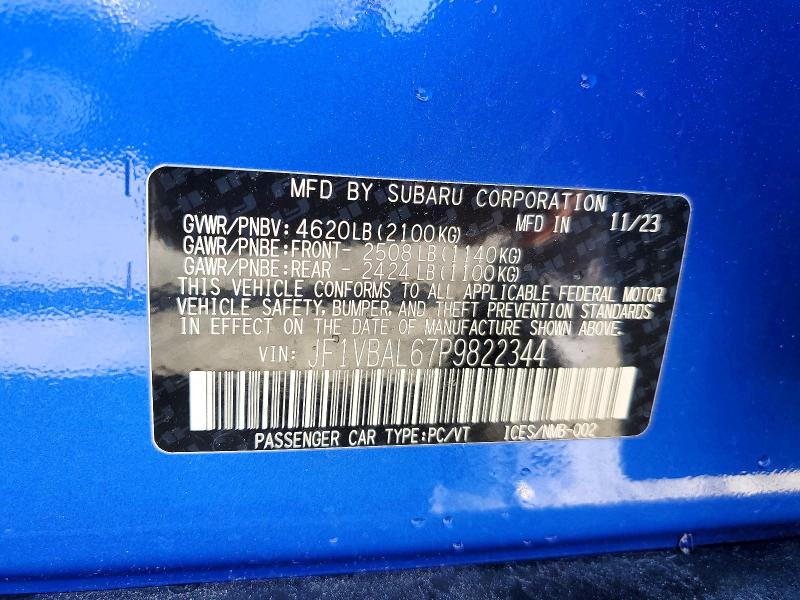 MFD BY SUBARU CORPORATION
GVWR/PNBV: 4620LB(2100KG) MFD IN 11/23
GAWR/PNBE:FRONT- 2508LB(1140KG)
GAWR/PNBE:REAR - 2424LB(1100KG)
THIS VEHICLE CONFORMS TO ALL APPLICABLE FEDERAL MOTOR
VEHICLE SAFETY, BUMPER, AND THEFT PREVENTION STANDARDS
IN EFFECT ON THE DATE OF MANUFACTURE SHOWN ABOVE.
VIN: JF1VBAL67P9822344
PASSENGER CAR TYPE:PC/VT ICES/NMB-002